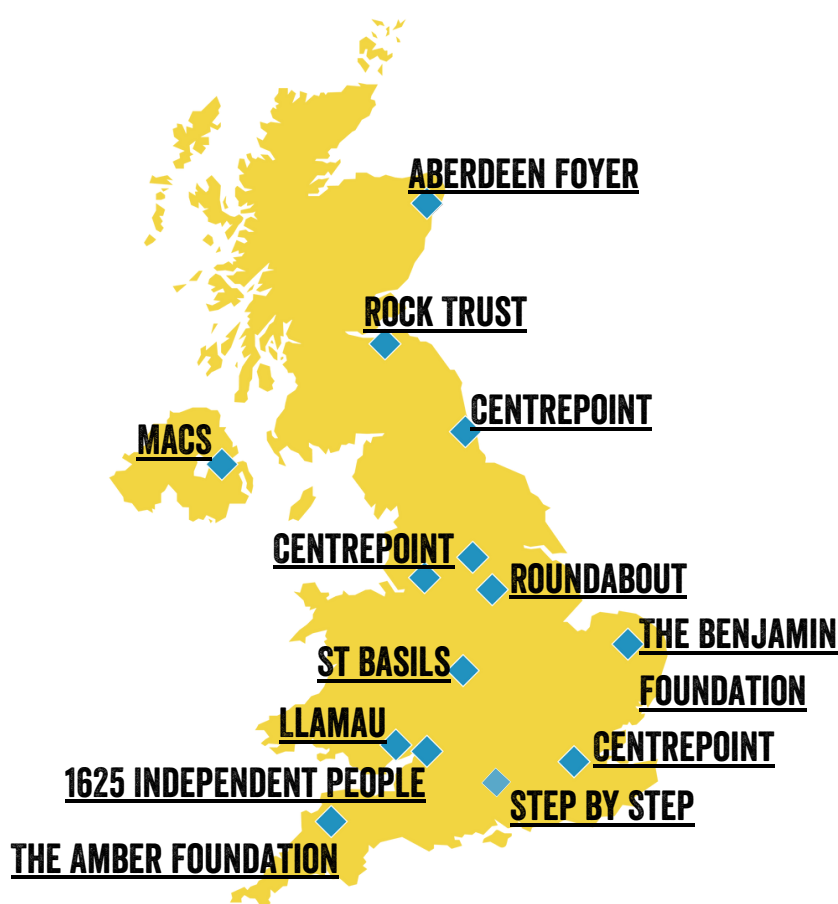 ABERDEEN FOYER
ROCK TRUST
CENTREPOINT
MACS
CENTREPOINT
ROUNDABOUT
THE BENJAMIN
FOUNDATION
ST BASILS
LLAMAU
CENTREPOINT
1625 INDEPENDENT PEOPLE
STEP BY STEP
THE AMBER FOUNDATION